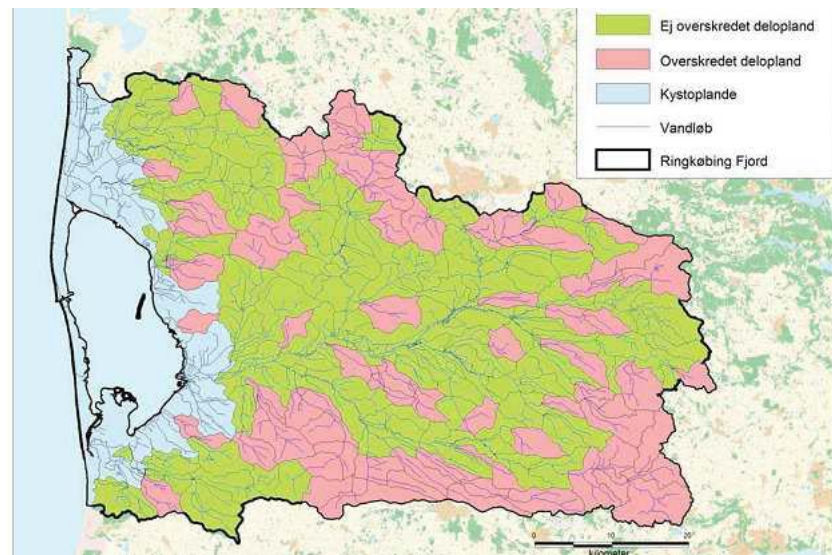 Ej overskredet delopland
Overskredet delopland
Kystoplande
Vandløb
Ringkøbing Fjord
0 10 20
kilometer